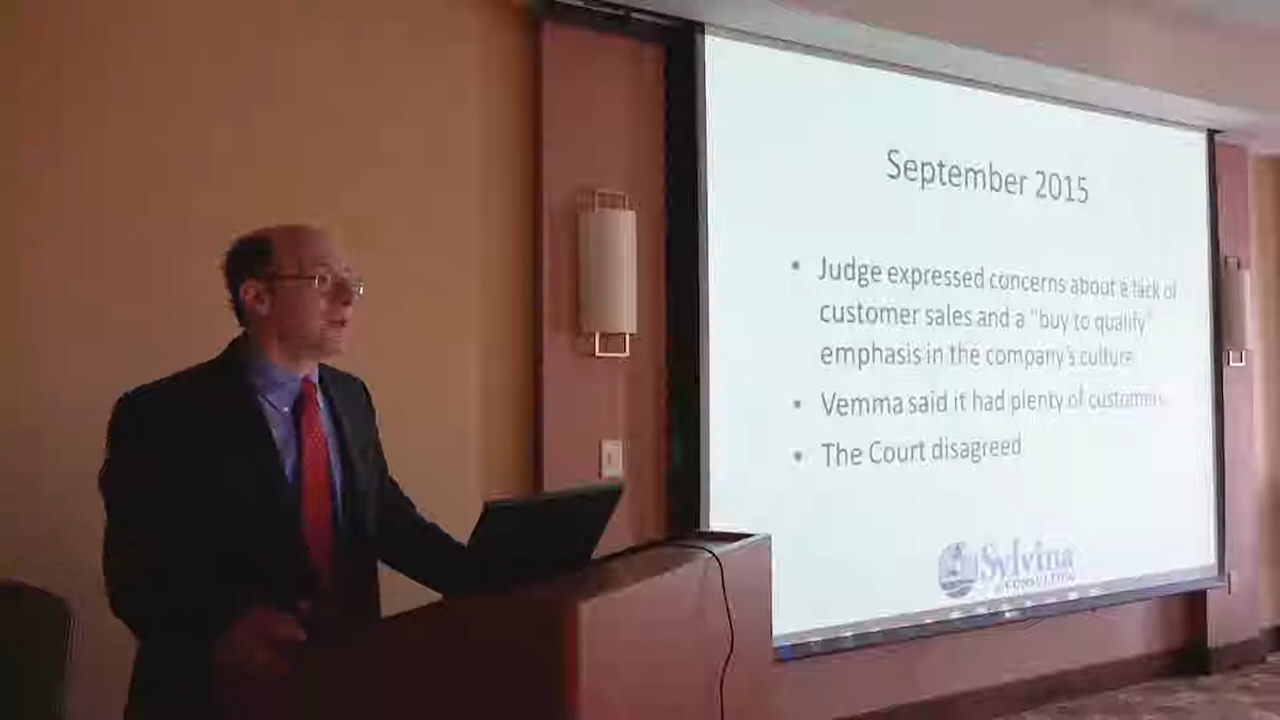 September 2015
• Judge expressed concerns about a lack of
customer sales and a "buy to qualify"
emphasis in the company's culture
• Vemma said it had plenty of customers
• The Court disagreed
Sylvina
CONSULTING